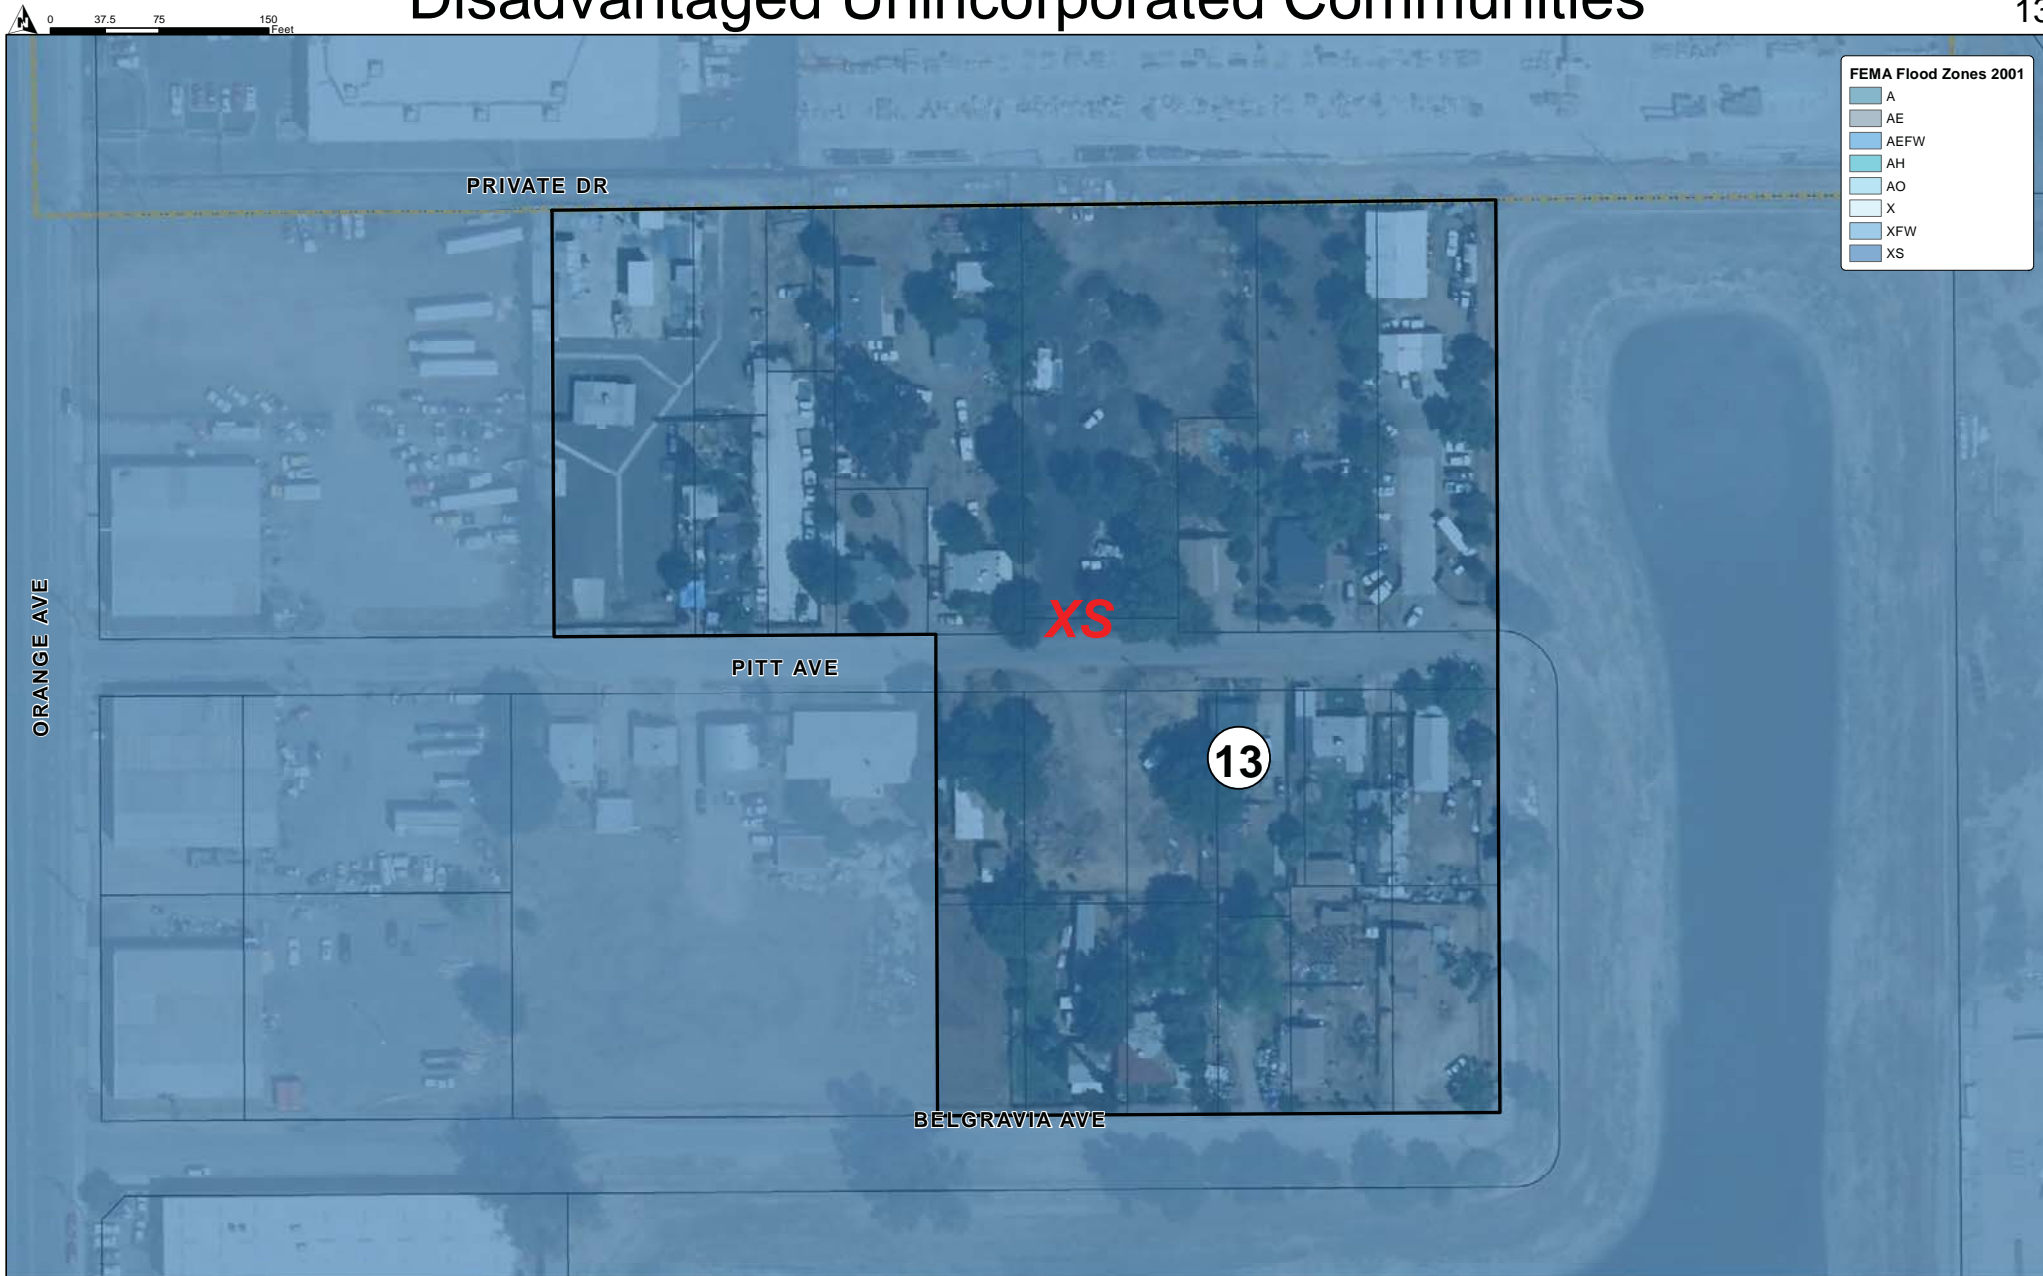 Disadvantaged Unincorporated Communities
13
0 37.5 75 150
Feet
FEMA Flood Zones 2001
A
AE
AEFW
AH
AO
X
XFW
XS
PRIVATE DR
ORANGE AVE
XS
PITT AVE
13
BELGRAVIA AVE